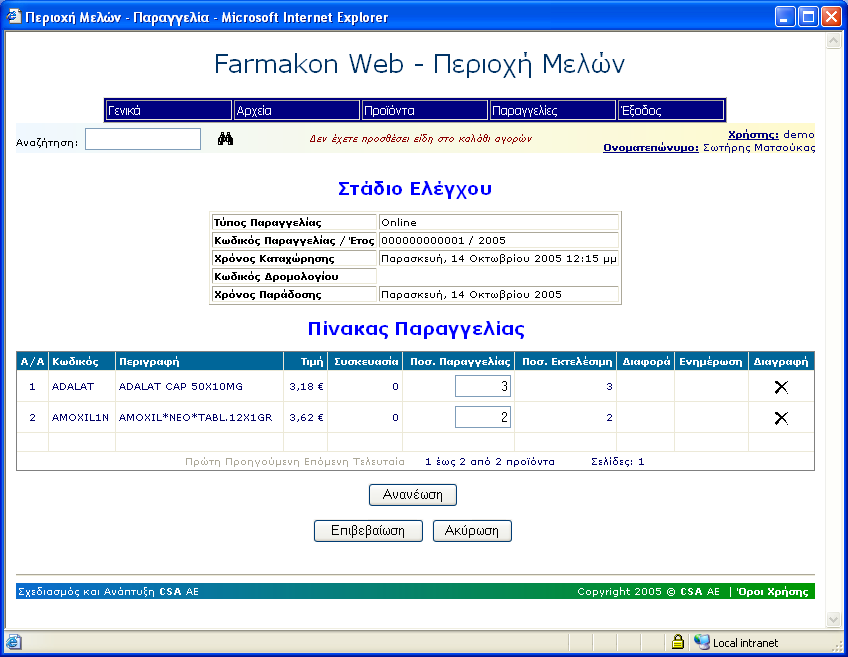 Περιοχή Μελών - Παραγγελία - Microsoft Internet Explorer
Farmakon Web - Περιοχή Μελών
Γενικά Αρχεία Προϊόντα Παραγγελίες Έξοδος
Αναζήτηση: Δεν έχετε προσθέσει είδη στο καλάθι αγορών Χρήστης: demo
Ονοματεπώνυμο: Σωτήρης Ματσούκας
Στάδιο Ελέγχου
Τύπος Παραγγελίας Online
Κωδικός Παραγγελίας / Έτος 000000000001 / 2005
Χρόνος Καταχώρησης Παρασκευή, 14 Οκτωβρίου 2005 12:15 μμ
Κωδικός Δρομολογίου
Χρόνος Παράδοσης Παρασκευή, 14 Οκτωβρίου 2005
Πίνακας Παραγγελίας
Α/Α Κωδικός Περιγραφή Τιμή Συσκευασία Ποσ. Παραγγελίας Ποσ. Εκτελέσιμη Διαφορά Ενημέρωση Διαγραφή
1 ADALAT ADALAT CAP 50X10MG 3,18 € 0 3 3
2 AMOXIL1N AMOXIL*NEO*TABL.12X1GR 3,62 € 0 2 2
Πρώτη Προηγούμενη Επόμενη Τελευταία 1 έως 2 από 2 προϊόντα Σελίδες: 1
Ανανέωση
Επιβεβαίωση Ακύρωση
Σχεδιασμός και Ανάπτυξη CSA AE Copyright 2005 © CSA AE | Όροι Χρήσης
Local intranet